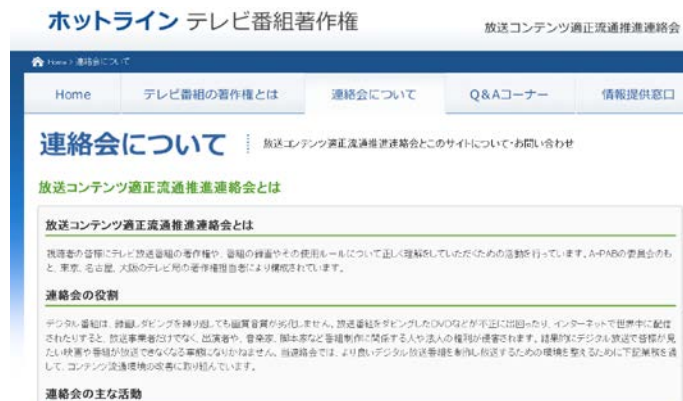 ホットライン テレビ番組著作権
放送コンテンツ適正流通推進連絡会
Home > 連絡会について
Home テレビ番組の著作権とは 連絡会について Q&Aコーナー 情報提供窓口
連絡会について 放送コンテンツ適正流通推進連絡会とこのサイトについて・お問い合わせ
放送コンテンツ適正流通推進連絡会とは
放送コンテンツ適正流通推進連絡会とは
視聴者の皆様にテレビ放送番組の著作権や、番組の録画やその使用ルールについて正しく理解をしていただくための活動を行っています。A-PABの委員会のも
と、東京、名古屋、大阪のテレビ局の著作権担当者により構成されています。
連絡会の役割
デジタル番組は、録画しダビングを繰り返しても画質音質が劣化しません。放送番組をダビングしたDVDなどが不正に出回ったり、インターネットで世界中に配信
されたりすると、放送事業者だけでなく、出演者や、音楽家、脚本家など番組制作に関係する人や法人の権利が侵害されます。結果的にデジタル放送で皆様が見
たい映画や番組が放送できなくなる事態になりかねません。当連絡会では、より良いデジタル放送番組を制作し放送するための環境を整えるために下記業務を通
して、コンテンツ流通環境の改善に取り組んでいます。
連絡会の主な活動